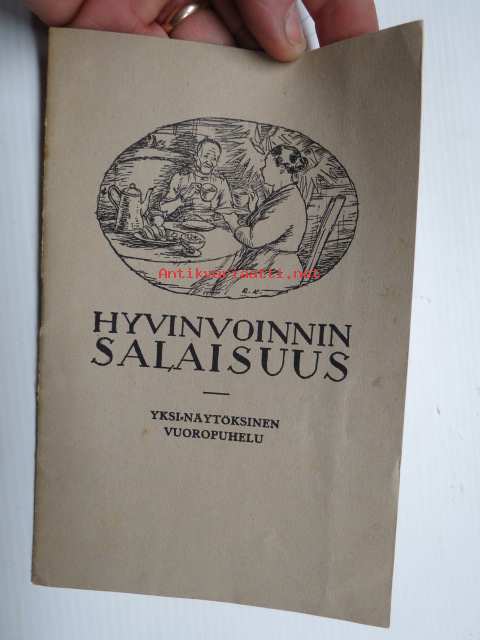 Antikvariaatti.net
R.K.
HYVINVOINNIN
SALAISUUS
YKSI-NÄYTÖKSINEN
VUOROPUHELU